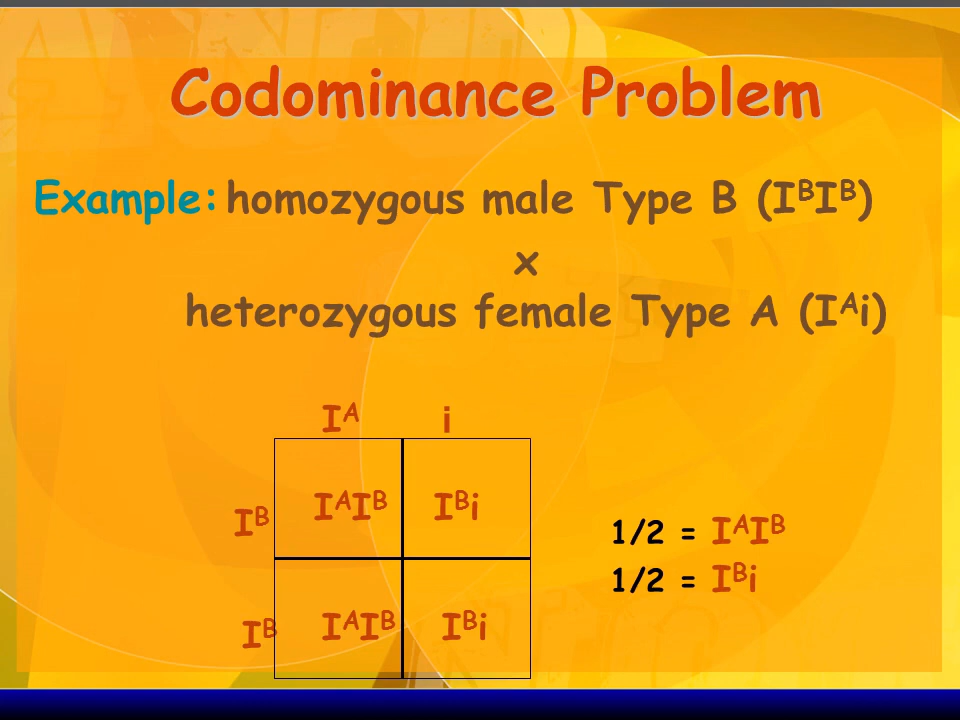 Codominance Problem
Example: homozygous male Type B (IᴮIᴮ)
x
heterozygous female Type A (Iᴬi)
Iᴬ i
Iᴮ IᴬIᴮ Iᴮi
1/2 = IᴬIᴮ
1/2 = Iᴮi
Iᴮ IᴬIᴮ Iᴮi